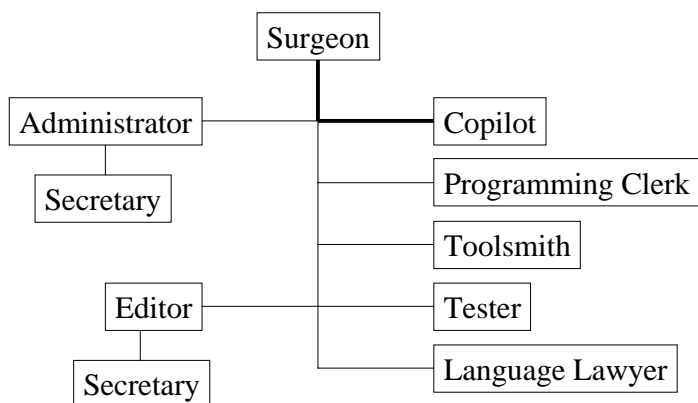 Surgeon
Administrator
Copilot
Secretary
Programming Clerk
Toolsmith
Editor
Tester
Secretary
Language Lawyer